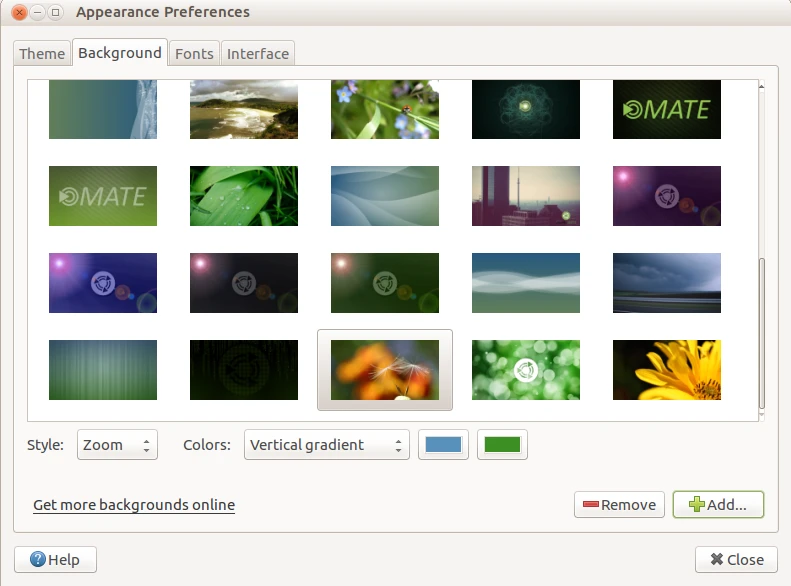 Appearance Preferences
Theme Background Fonts Interface
MATE
MATE
Style: Zoom Colors: Vertical gradient
Get more backgrounds online Remove Add...
Help Close